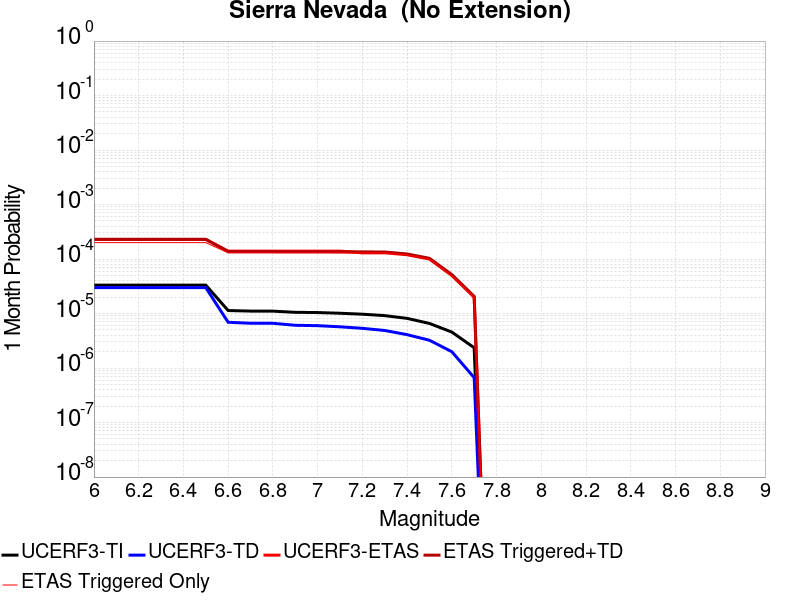 Sierra Nevada  (No Extension)
10^0
10^-1
10^-2
10^-3
10^-4
10^-5
10^-6
10^-7
10^-8
1 Month Probability
6 6.2 6.4 6.6 6.8 7 7.2 7.4 7.6 7.8 8 8.2 8.4 8.6 8.8 9
Magnitude
UCERF3-TI UCERF3-TD UCERF3-ETAS ETAS Triggered+TD
ETAS Triggered Only